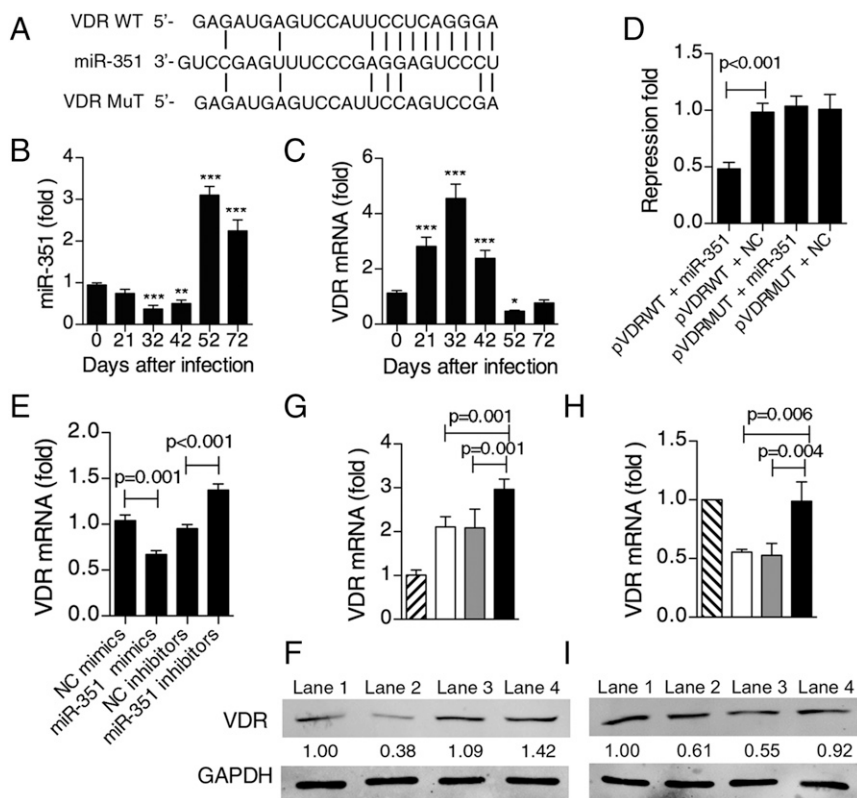 A
VDR WT 5'- GAGAUGAGUCCAUUCCUCAGGGA
miR-351 3'-GUCCGAGUUUCCCGAGGAGUCCCU
VDR MuT 5'- GAGAUGAGUCCAUUCCAGUCCGA
B
miR-351 (fold)
4
3
2
1
0
*** ** *** ***
0 21 32 42 52 72
Days after infection
C
VDR mRNA (fold)
6
4
2
0
*** *** *** *
0 21 32 42 52 72
Days after infection
D
Repression fold
1.5
1.0
0.5
0.0
p<0.001
pVDRWT + miR-351
pVDRWT + NC
pVDRMUT + miR-351
pVDRMUT + NC
E
VDR mRNA (fold)
2.0
1.5
1.0
0.5
0.0
p=0.001
p<0.001
NC mimics
miR-351 mimics
NC inhibitors
miR-351 inhibitors
G
VDR mRNA (fold)
4
3
2
1
0
p=0.001
p=0.001
H
VDR mRNA (fold)
1.5
1.0
0.5
0.0
p=0.006
p=0.004
F
Lane 1 Lane 2 Lane 3 Lane 4
VDR
1.00 0.38 1.09 1.42
GAPDH
I
Lane 1 Lane 2 Lane 3 Lane 4
1.00 0.61 0.55 0.92